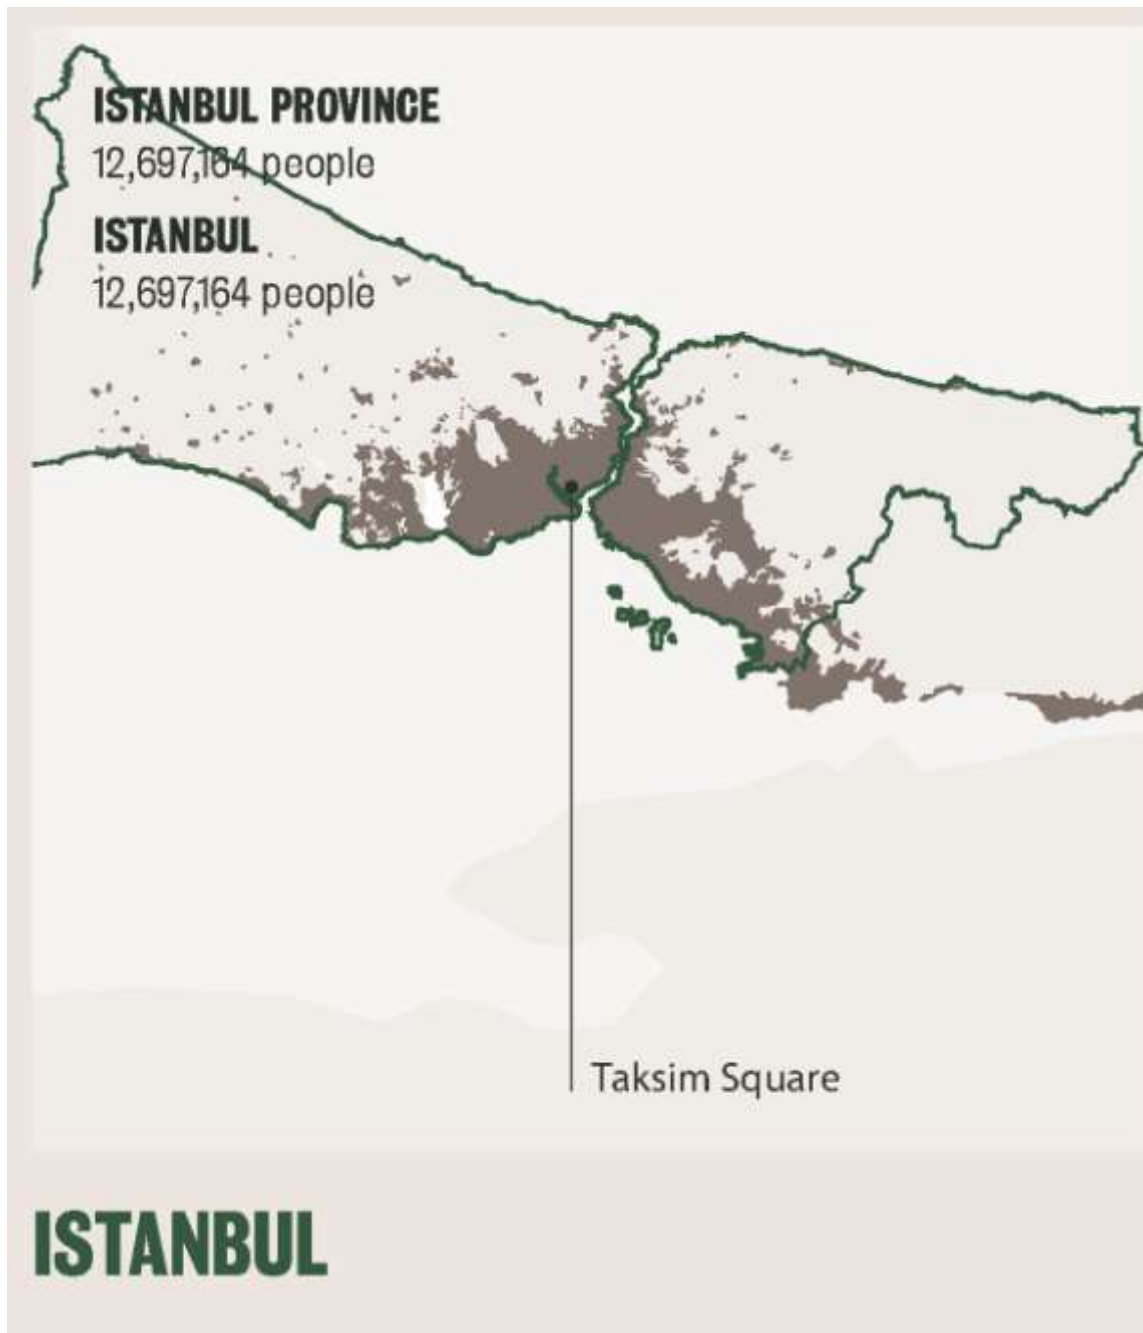 ISTANBUL PROVINCE
12,697,164 people
ISTANBUL
12,697,164 people
Taksim Square
ISTANBUL